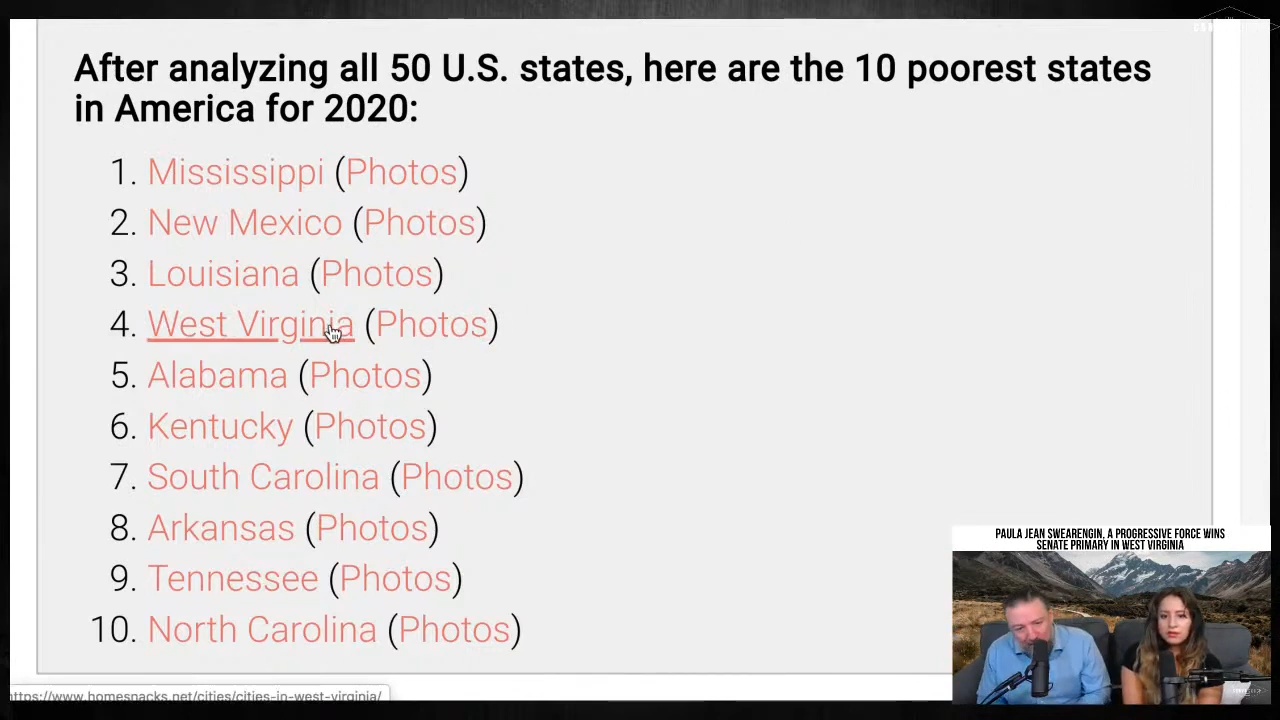 After analyzing all 50 U.S. states, here are the 10 poorest states
in America for 2020:
1. Mississippi (Photos)
2. New Mexico (Photos)
3. Louisiana (Photos)
4. West Virginia (Photos)
5. Alabama (Photos)
6. Kentucky (Photos)
7. South Carolina (Photos)
8. Arkansas (Photos)
9. Tennessee (Photos)
10. North Carolina (Photos)
PAULA JEAN SWEARENGIN, A PROGRESSIVE FORCE WINS
SENATE PRIMARY IN WEST VIRGINIA
https://www.homesnacks.net/cities/cities-in-west-virginia/